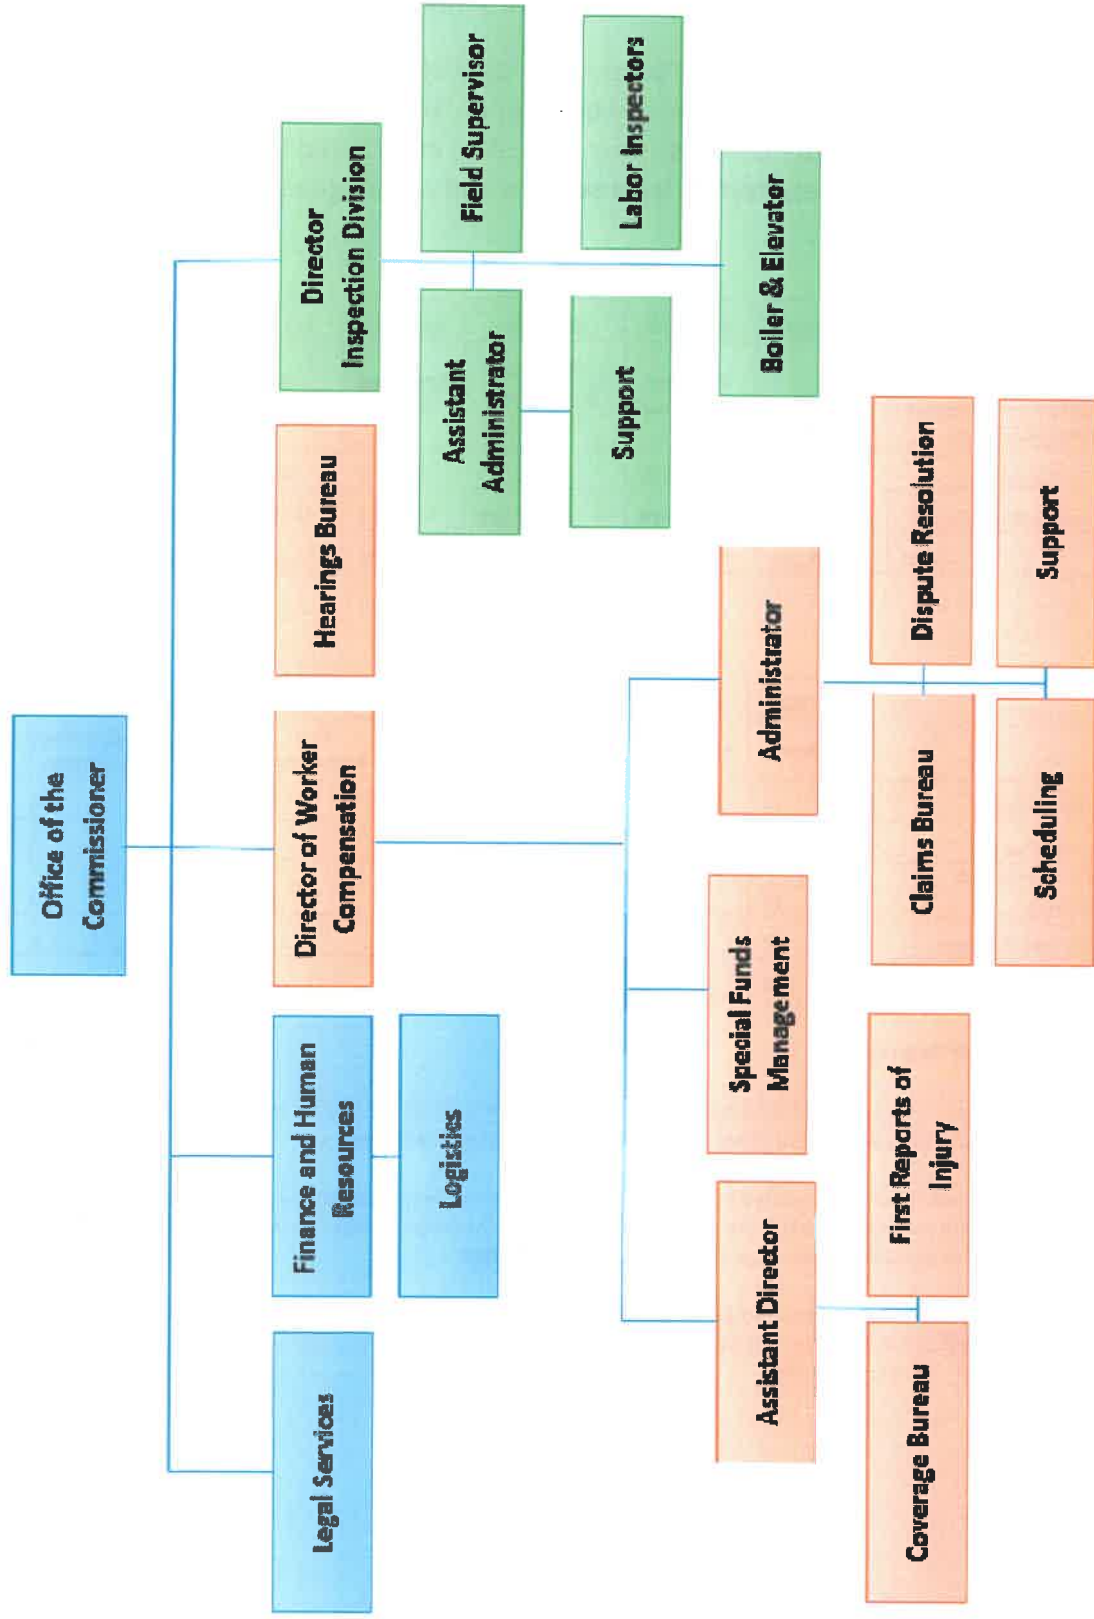 Office of the
Commissioner
Legal Services
Finance and Human
Resources
Logistics
Director of Worker
Compensation
Hearings Bureau
Director
Inspection Division
Assistant
Administrator
Field Supervisor
Support
Labor Inspectors
Boiler & Elevator
Assistant Director
Special Funds
Management
Administrator
Coverage Bureau
First Reports of
Injury
Claims Bureau
Dispute Resolution
Scheduling
Support